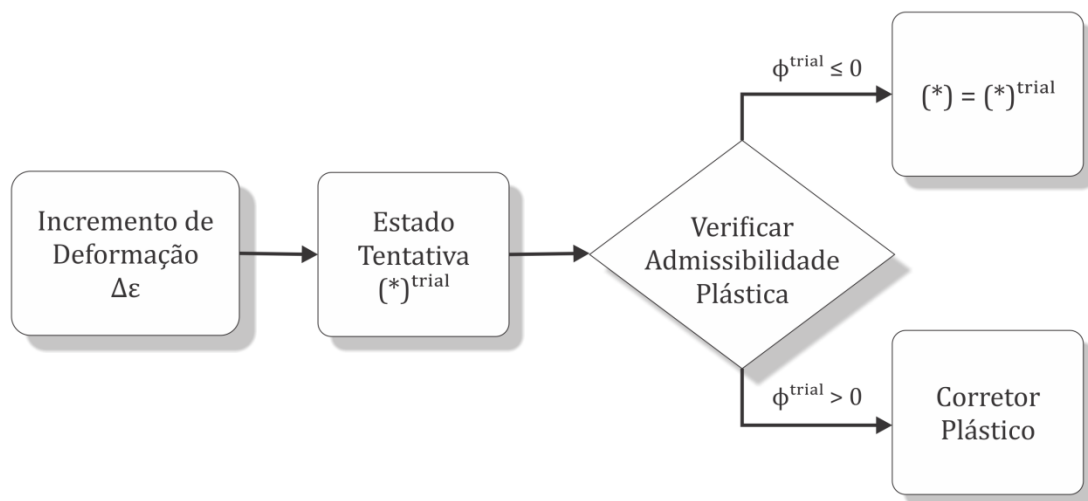 Incremento de
Deformação
Δε
Estado
Tentativa
(*)^trial
Verificar
Admissibilidade
Plástica
ϕ^trial ≤ 0
(*) = (*)^trial
ϕ^trial > 0
Corretor
Plástico